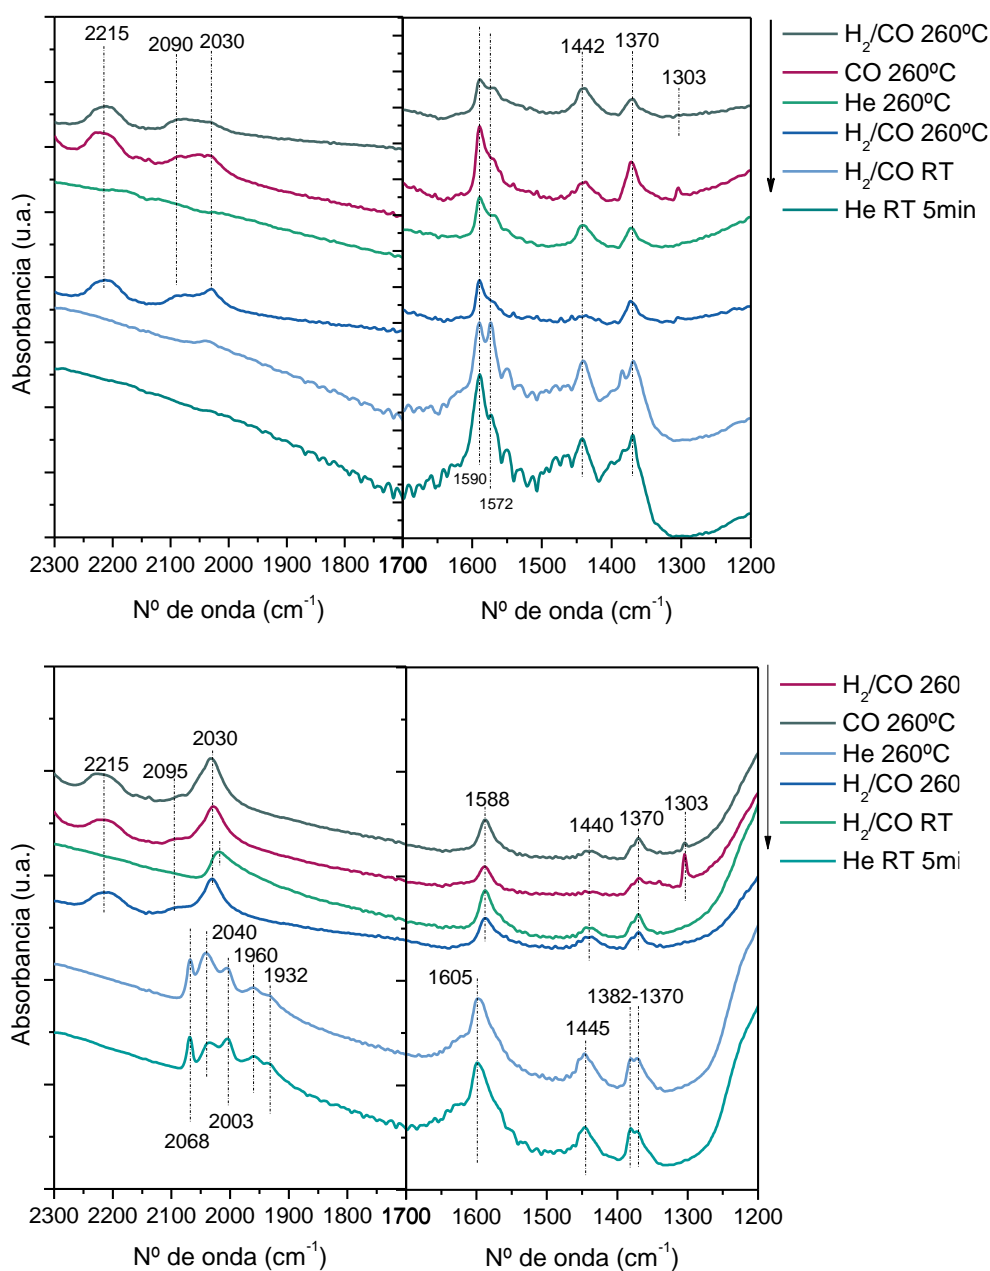 2215 2090 2030
1442 1370
1303
1590
1572
H2/CO 260ºC
CO 260ºC
He 260ºC
H2/CO 260ºC
H2/CO RT
He RT 5min
Absorbancia (u.a.)
2300 2200 2100 2000 1900 1800 1700 1700 1600 1500 1400 1300 1200
Nº de onda (cm-1) Nº de onda (cm-1)
H2/CO 260
CO 260ºC
He 260ºC
H2/CO 260
H2/CO RT
He RT 5mi
2030
2215 2095
2040
1960
1932
2003
2068
1588
1440 1370 1303
1605
1382-1370
1445
Absorbancia (u.a.)
2300 2200 2100 2000 1900 1800 1700 1700 1600 1500 1400 1300 1200
Nº de onda (cm-1) Nº de onda (cm-1)